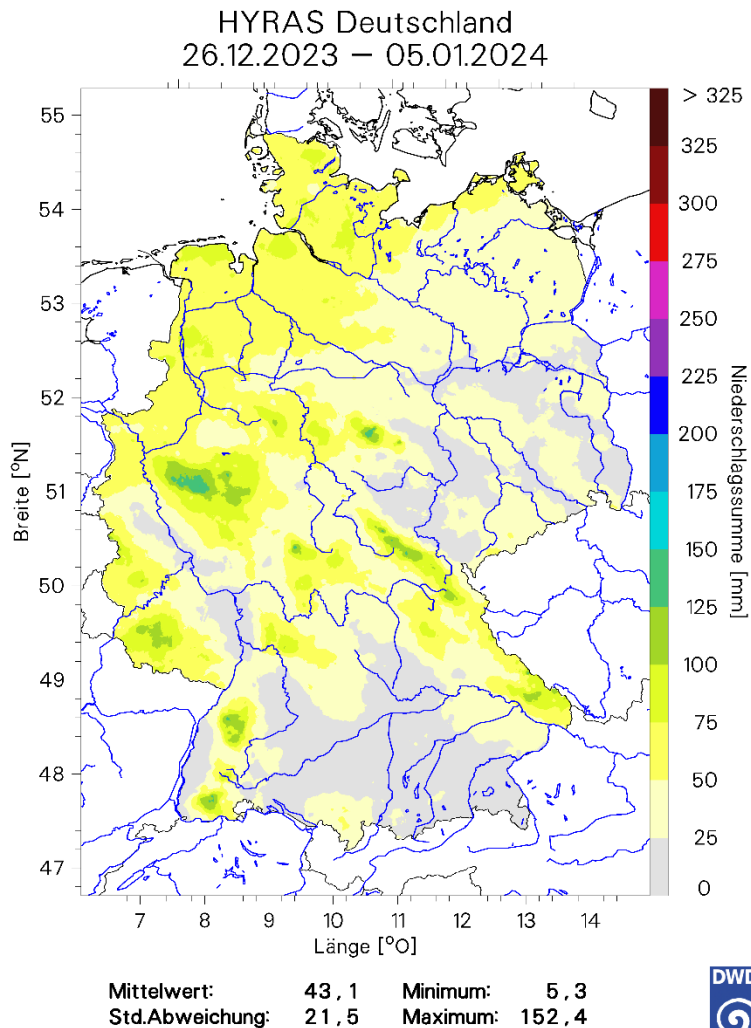 HYRAS Deutschland
26.12.2023 – 05.01.2024
> 325
325
300
275
250
225
200
175
150
125
100
75
50
25
0
Niederschlagssumme [mm]
55
54
53
52
51
50
49
48
47
Breite [°N]
7 8 9 10 11 12 13 14
Länge [°O]
Mittelwert: 43,1 Minimum: 5,3
Std.Abweichung: 21,5 Maximum: 152,4
DWD